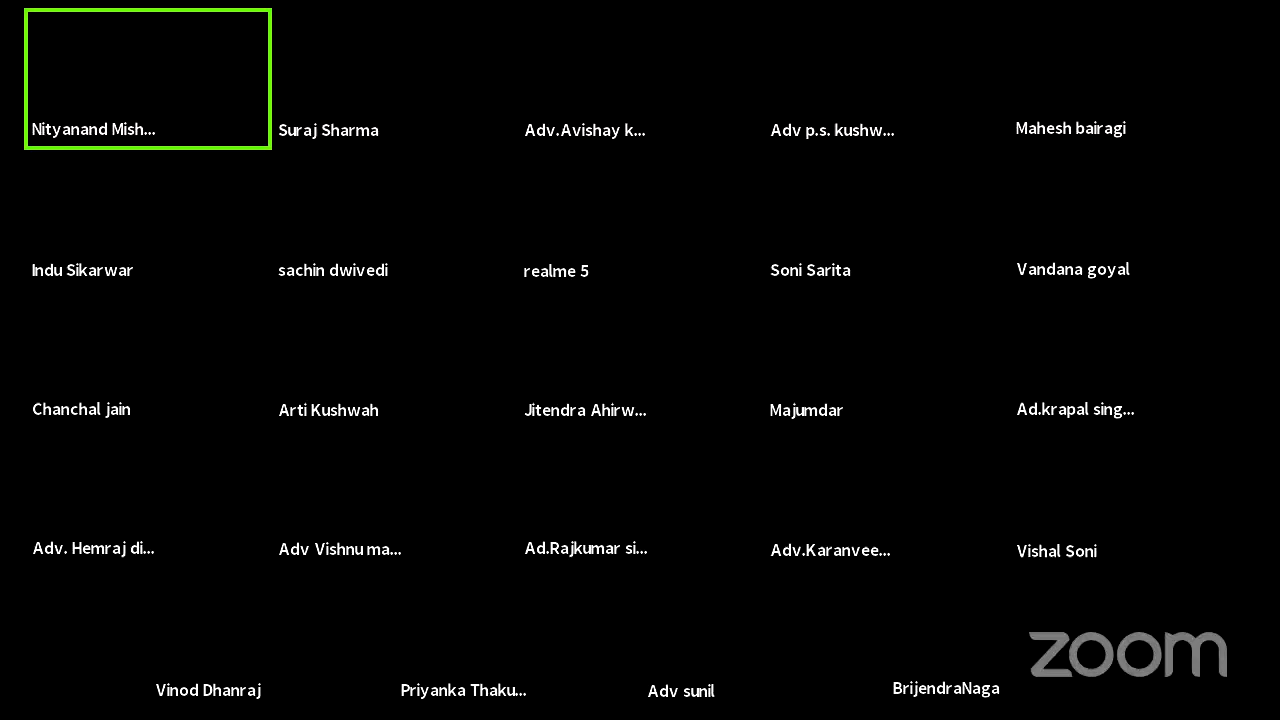 Nityanand Mish...
Suraj Sharma
Adv.Avishay k...
Adv p.s. kushw...
Mahesh bairagi
Indu Sikarwar
sachin dwivedi
realme 5
Soni Sarita
Vandana goyal
Chanchal jain
Arti Kushwah
Jitendra Ahirw...
Majumdar
Ad.krapal sing...
Adv. Hemraj di...
Adv Vishnu ma...
Ad.Rajkumar si...
Adv.Karanvee...
Vishal Soni
Vinod Dhanraj
Priyanka Thaku...
Adv sunil
BrijendraNaga
zoom